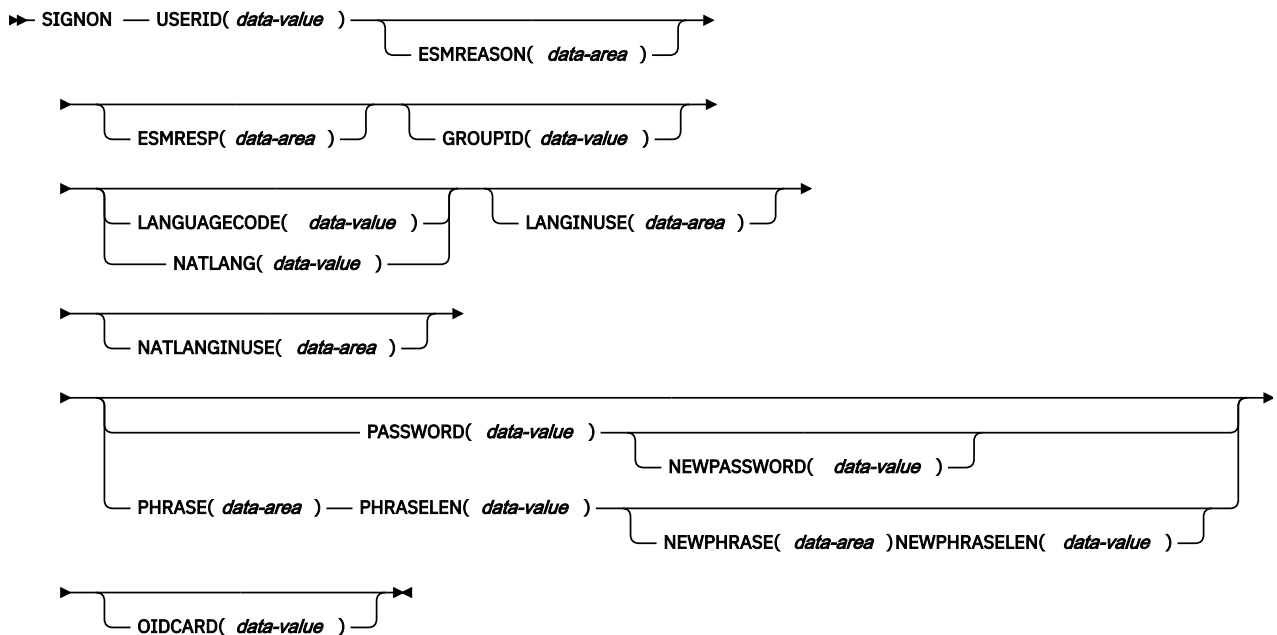 SIGNON USERID( data-value )
ESMREASON( data-area )
ESMRESP( data-area ) GROUPID( data-value )
LANGUAGECODE( data-value ) LANGINUSE( data-area )
NATLANG( data-value )
NATLANGINUSE( data-area )
PASSWORD( data-value )
NEWPASSWORD( data-value )
PHRASE( data-area ) PHRASELEN( data-value )
NEWPHRASE( data-area )NEWPHRASELEN( data-value )
OIDCARD( data-value )